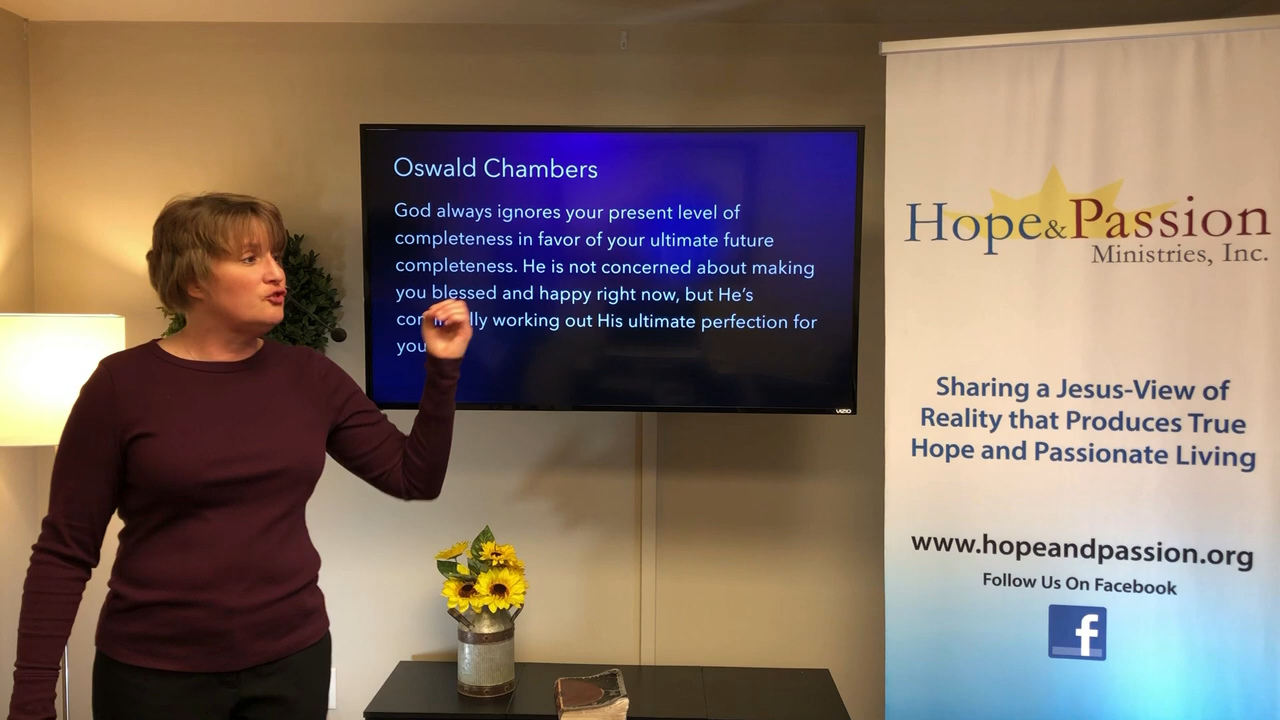 Oswald Chambers
God always ignores your present level of
completeness in favor of your ultimate future
completeness. He is not concerned about making
you blessed and happy right now, but He's
working out His ultimate perfection for
you
VIZIO
Hope&Passion
Ministries, Inc.
Sharing a Jesus-View of
Reality that Produces True
Hope and Passionate Living
www.hopeandpassion.org
Follow Us On Facebook
f